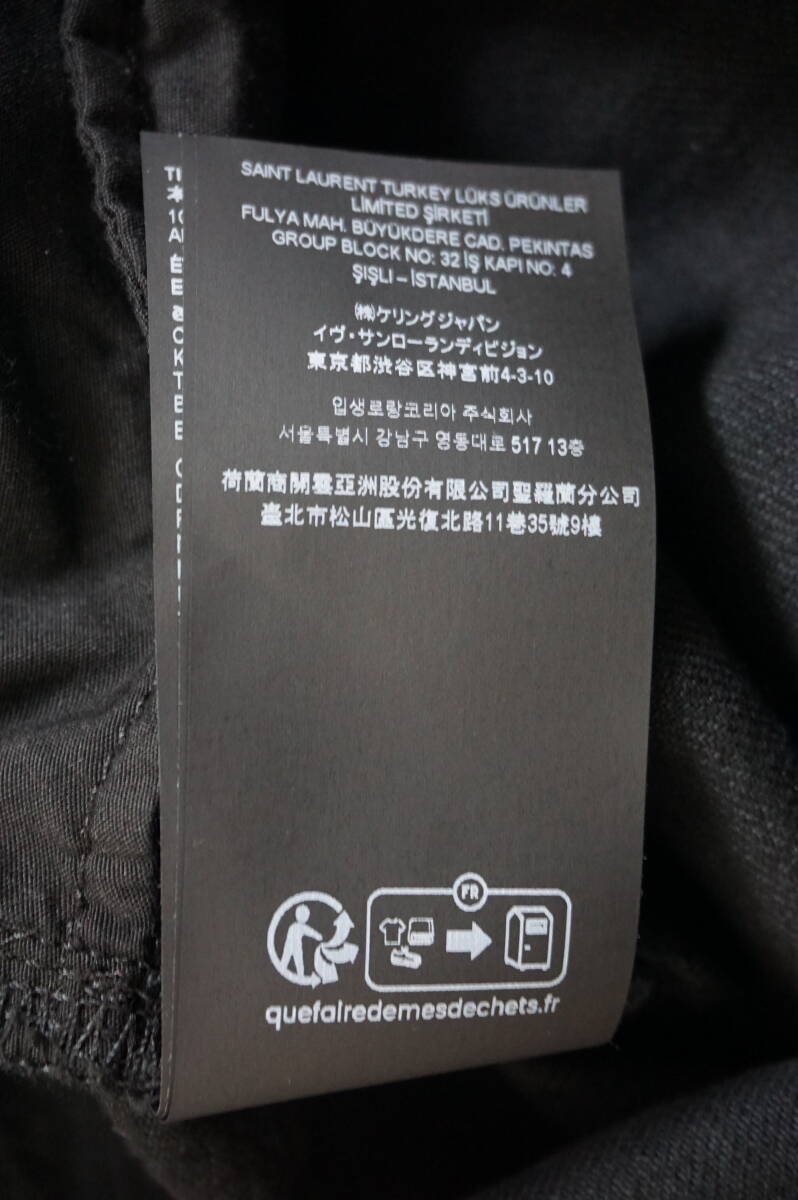 SAINT LAURENT TURKEY LÜKS ÜRÜNLER
LİMİTED ŞİRKETİ
FULYA MAH. BÜYÜKDERE CAD. PEKINTAS
GROUP BLOCK NO: 32 İŞ KAPI NO: 4
ŞIŞLI – İSTANBUL
㈱ケリングジャパン
イヴ・サンローランディビジョン
東京都渋谷区神宮前4-3-10
입생로랑코리아 주식회사
서울특별시 강남구 영동대로 517 13층
荷蘭商開雲亞洲股份有限公司聖羅蘭分公司
臺北市松山區光復北路11巷35號9樓
FR
quefairedemesdechets.fr